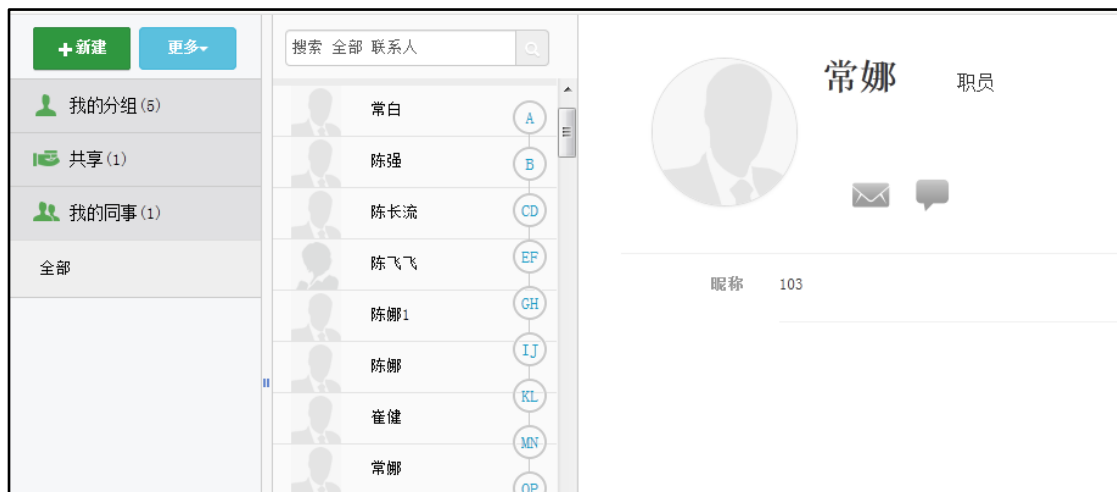 新建
更多
我的分组(5)
共享(1)
我的同事(1)
全部
搜索 全部 联系人
常白
陈强
陈长流
陈飞飞
陈娜1
陈娜
崔健
常娜
A
B
CD
EF
GH
IJ
KL
MN
OP
常娜 职员
昵称 103